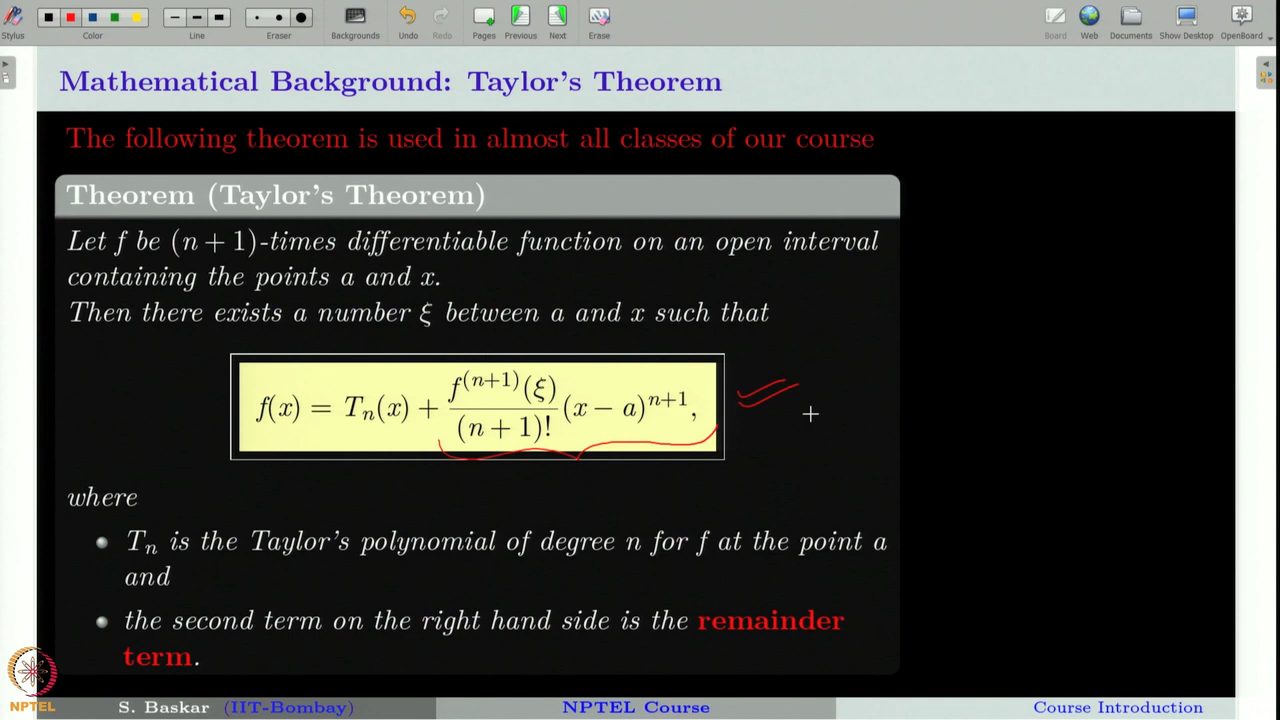 Stylus
Color
Line
Eraser
Backgrounds
Undo
Redo
Pages
Previous
Next
Erase
Board
Web
Documents
Show Desktop
OpenBoard
Mathematical Background: Taylor's Theorem
The following theorem is used in almost all classes of our course
Theorem (Taylor's Theorem)
Let f be (n + 1)-times differentiable function on an open interval
containing the points a and x.
Then there exists a number ξ between a and x such that
f(x) = Tₙ(x) + f⁽ⁿ⁺¹⁾(ξ)/(n + 1)! (x − a)ⁿ⁺¹,
where
Tₙ is the Taylor's polynomial of degree n for f at the point a
and
the second term on the right hand side is the remainder
term.
NPTEL
S. Baskar (IIT-Bombay)
NPTEL Course
Course Introduction